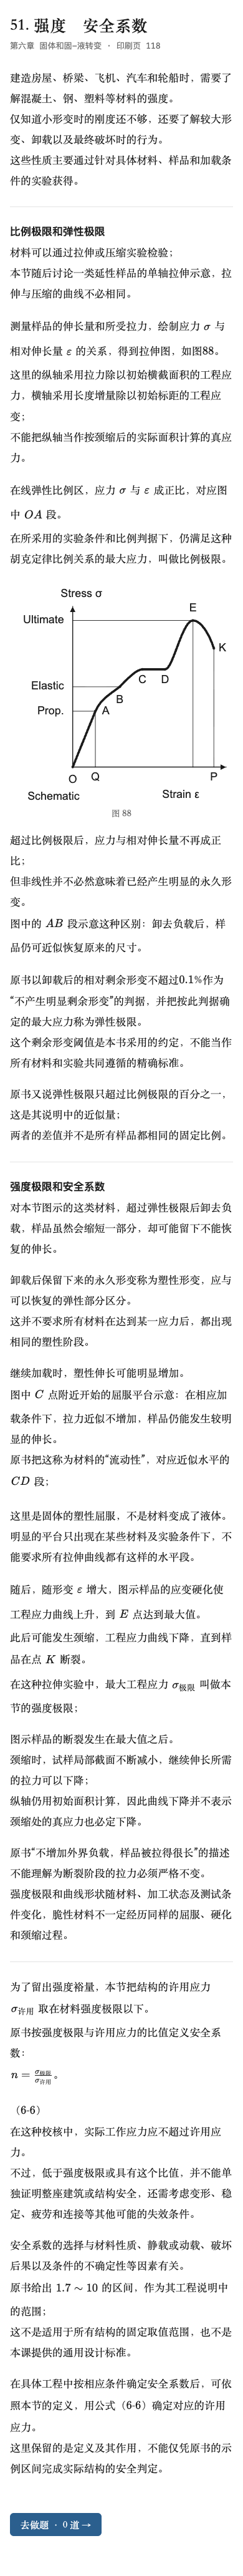 51. 强度　安全系数
第六章 固体和固-液转变 · 印刷页 118
建造房屋、桥梁、飞机、汽车和轮船时，需要了
解混凝土、钢、塑料等材料的强度。
仅知道小形变时的刚度还不够，还要了解较大形
变、卸载以及最终破坏时的行为。
这些性质主要通过针对具体材料、样品和加载条
件的实验获得。
比例极限和弹性极限
材料可以通过拉伸或压缩实验检验；
本节随后讨论一类延性样品的单轴拉伸示意，拉
伸与压缩的曲线不必相同。
测量样品的伸长量和所受拉力，绘制应力 σ 与
相对伸长量 ε 的关系，得到拉伸图，如图88。
这里的纵轴采用拉力除以初始横截面积的工程应
力，横轴采用长度增量除以初始标距的工程应
变；
不能把纵轴当作按颈缩后的实际面积计算的真应
力。
在线弹性比例区，应力 σ 与 ε 成正比，对应图
中 OA 段。
在所采用的实验条件和比例判据下，仍满足这种
胡克定律比例关系的最大应力，叫做比例极限。
Stress σ
Ultimate
E
K
C D
Elastic
B
Prop.
A
O Q P
Schematic
Strain ε
图 88
超过比例极限后，应力与相对伸长量不再成正
比；
但非线性并不必然意味着已经产生明显的永久形
变。
图中的 AB 段示意这种区别：卸去负载后，样
品仍可近似恢复原来的尺寸。
原书以卸载后的相对剩余形变不超过0.1%作为
“不产生明显剩余形变”的判据，并把按此判据确
定的最大应力称为弹性极限。
这个剩余形变阈值是本书采用的约定，不能当作
所有材料和实验共同遵循的精确标准。
原书又说弹性极限只超过比例极限的百分之一，
这是其说明中的近似量；
两者的差值并不是所有样品都相同的固定比例。
强度极限和安全系数
对本节图示的这类材料，超过弹性极限后卸去负
载，样品虽然会缩短一部分，却可能留下不能恢
复的伸长。
卸载后保留下来的永久形变称为塑性形变，应与
可以恢复的弹性部分区分。
这并不要求所有材料在达到某一应力后，都出现
相同的塑性阶段。
继续加载时，塑性伸长可能明显增加。
图中 C 点附近开始的屈服平台示意：在相应加
载条件下，拉力近似不增加，样品仍能发生较明
显的伸长。
原书把这称为材料的“流动性”，对应近似水平的
CD 段；
这里是固体的塑性屈服，不是材料变成了液体。
明显的平台只出现在某些材料及实验条件下，不
能要求所有拉伸曲线都有这样的水平段。
随后，随形变 ε 增大，图示样品的应变硬化使
工程应力曲线上升，到 E 点达到最大值。
此后可能发生颈缩，工程应力曲线下降，直到样
品在点 K 断裂。
在这种拉伸实验中，最大工程应力 σ极限 叫做本
节的强度极限；
图示样品的断裂发生在最大值之后。
颈缩时，试样局部截面不断减小，继续伸长所需
的拉力可以下降；
纵轴仍用初始面积计算，因此曲线下降并不表示
颈缩处的真应力也必定下降。
原书“不增加外界负载，样品被拉得很长”的描述
不能理解为断裂阶段的拉力必须严格不变。
强度极限和曲线形状随材料、加工状态及测试条
件变化，脆性材料不一定经历同样的屈服、硬化
和颈缩过程。
为了留出强度裕量，本节把结构的许用应力
σ许用 取在材料强度极限以下。
原书按强度极限与许用应力的比值定义安全系
数：
n = σ极限/σ许用 。
（6-6）
在这种校核中，实际工作应力应不超过许用应
力。
不过，低于强度极限或具有这个比值，并不能单
独证明整座建筑或结构安全，还需考虑变形、稳
定、疲劳和连接等其他可能的失效条件。
安全系数的选择与材料性质、静载或动载、破坏
后果以及条件的不确定性等因素有关。
原书给出 1.7 ~ 10 的区间，作为其工程说明中
的范围；
这不是适用于所有结构的固定取值范围，也不是
本课提供的通用设计标准。
在具体工程中按相应条件确定安全系数后，可依
照本节的定义，用公式（6-6）确定对应的许用
应力。
这里保留的是定义及其作用，不能仅凭原书的示
例区间完成实际结构的安全判定。
去做题 · 0 道 →